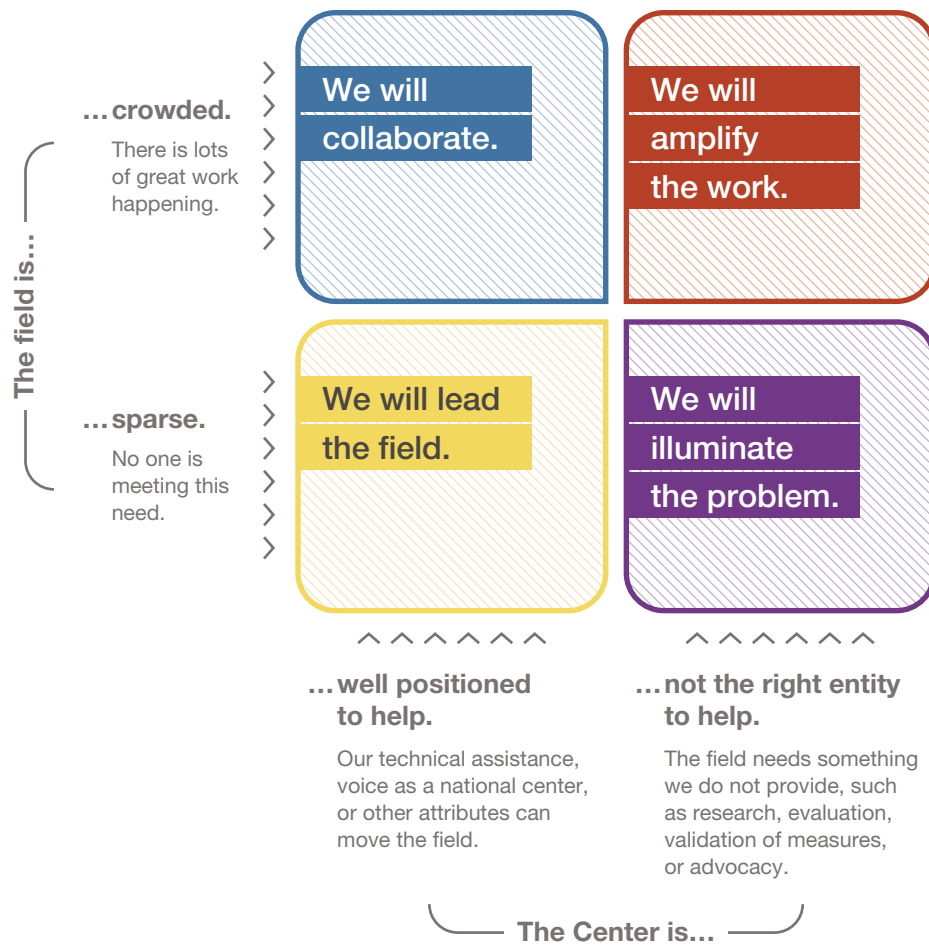 The field is...
...crowded.
There is lots
of great work
happening.
We will
collaborate.
We will
amplify
the work.
...sparse.
No one is
meeting this
need.
We will lead
the field.
We will
illuminate
the problem.
...well positioned
to help.
Our technical assistance,
voice as a national center,
or other attributes can
move the field.
...not the right entity
to help.
The field needs something
we do not provide, such
as research, evaluation,
validation of measures,
or advocacy.
The Center is...